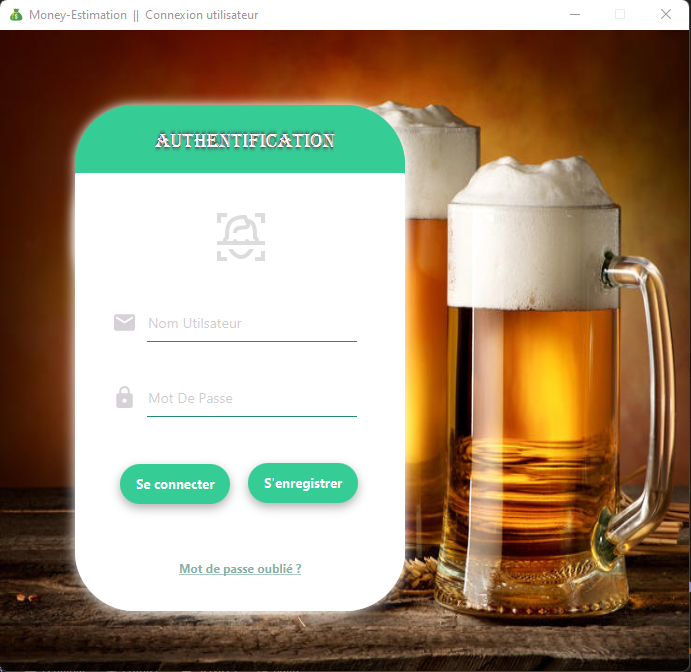 Money-Estimation || Connexion utilisateur
AUTHENTIFICATION
Nom Utilsateur
Mot De Passe
Se connecter
S'enregistrer
Mot de passe oublié ?